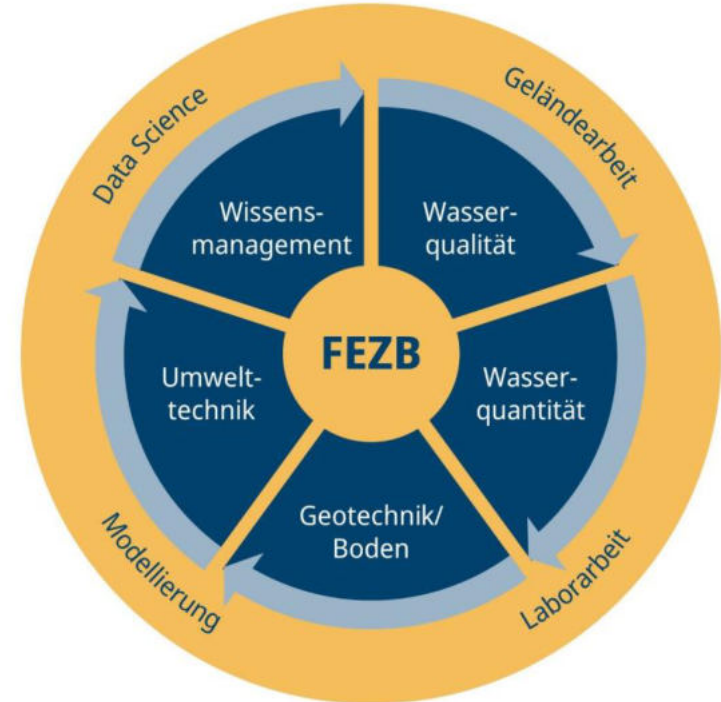 Data Science
Geländearbeit
Wissens-
management
Wasser-
qualität
FEZB
Umwelt-
technik
Wasser-
quantität
Geotechnik/
Boden
Modellierung
Laborarbeit